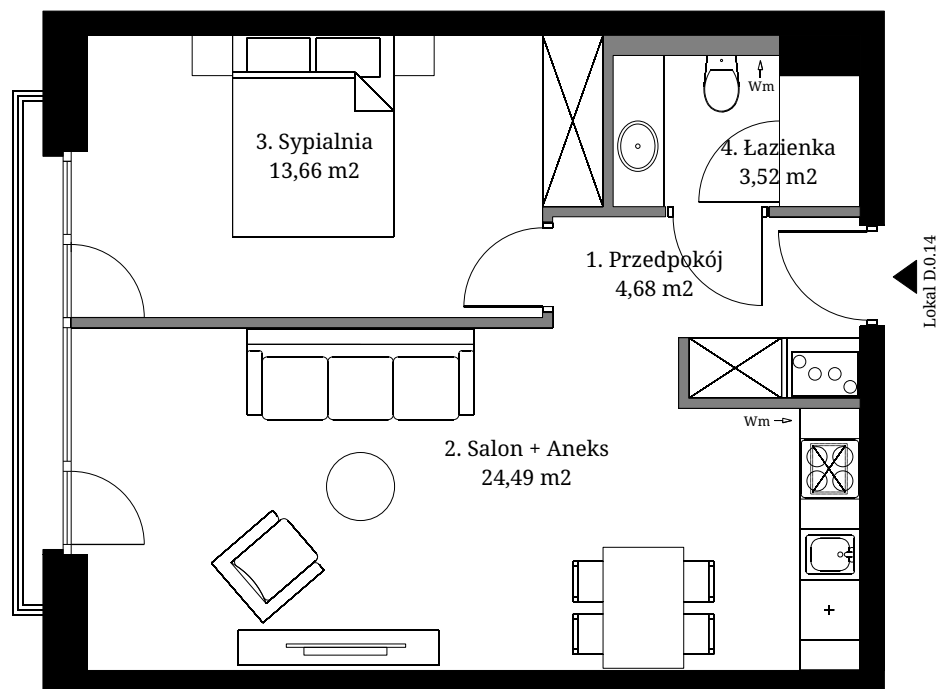 Wm
3. Sypialnia
13,66 m2
4. Łazienka
3,52 m2
1. Przedpokój
4,68 m2
Lokal D.0.14
Wm
2. Salon + Aneks
24,49 m2